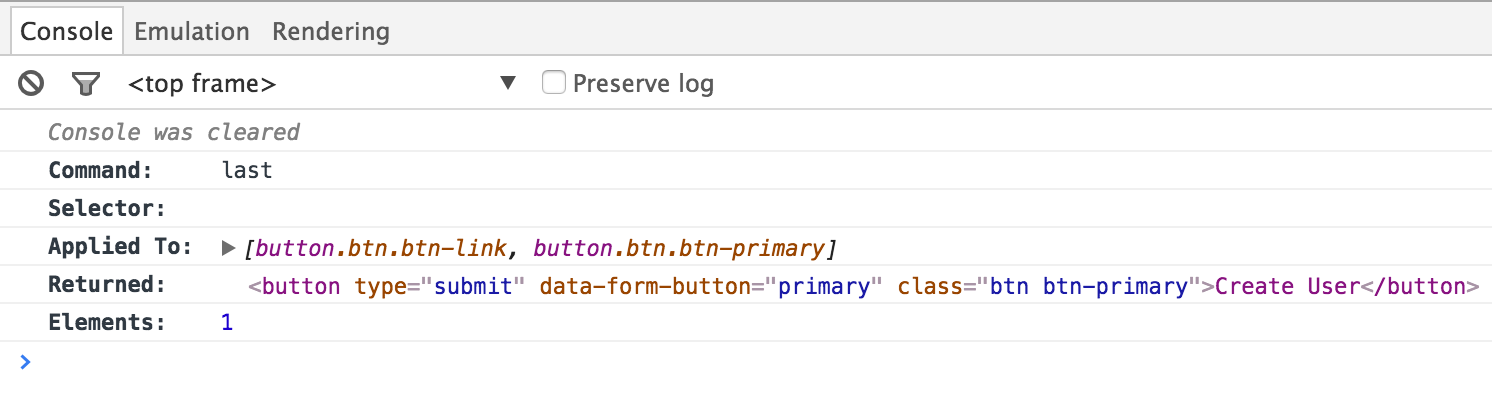 Console Emulation Rendering
<top frame> ▼ Preserve log
Console was cleared
Command: last
Selector:
Applied To: ▶ [button.btn.btn-link, button.btn.btn-primary]
Returned: <button type="submit" data-form-button="primary" class="btn btn-primary">Create User</button>
Elements: 1
>